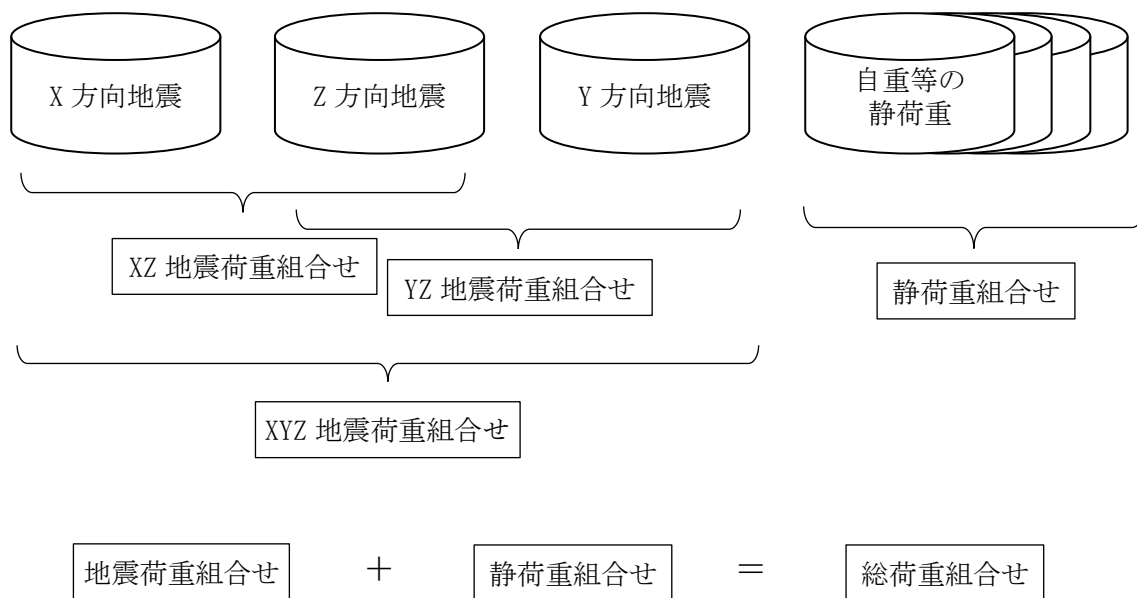 X 方向地震
Z 方向地震
Y 方向地震
自重等の
静荷重
XZ 地震荷重組合せ
YZ 地震荷重組合せ
静荷重組合せ
XYZ 地震荷重組合せ
地震荷重組合せ + 静荷重組合せ = 総荷重組合せ